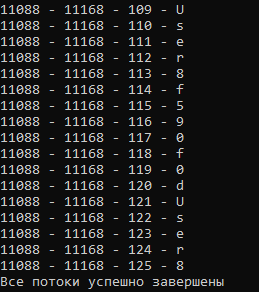 11088 - 11168 - 109 - U
11088 - 11168 - 110 - s
11088 - 11168 - 111 - e
11088 - 11168 - 112 - r
11088 - 11168 - 113 - 8
11088 - 11168 - 114 - f
11088 - 11168 - 115 - 5
11088 - 11168 - 116 - 9
11088 - 11168 - 117 - 0
11088 - 11168 - 118 - f
11088 - 11168 - 119 - 0
11088 - 11168 - 120 - d
11088 - 11168 - 121 - U
11088 - 11168 - 122 - s
11088 - 11168 - 123 - e
11088 - 11168 - 124 - r
11088 - 11168 - 125 - 8
Все потоки успешно завершены